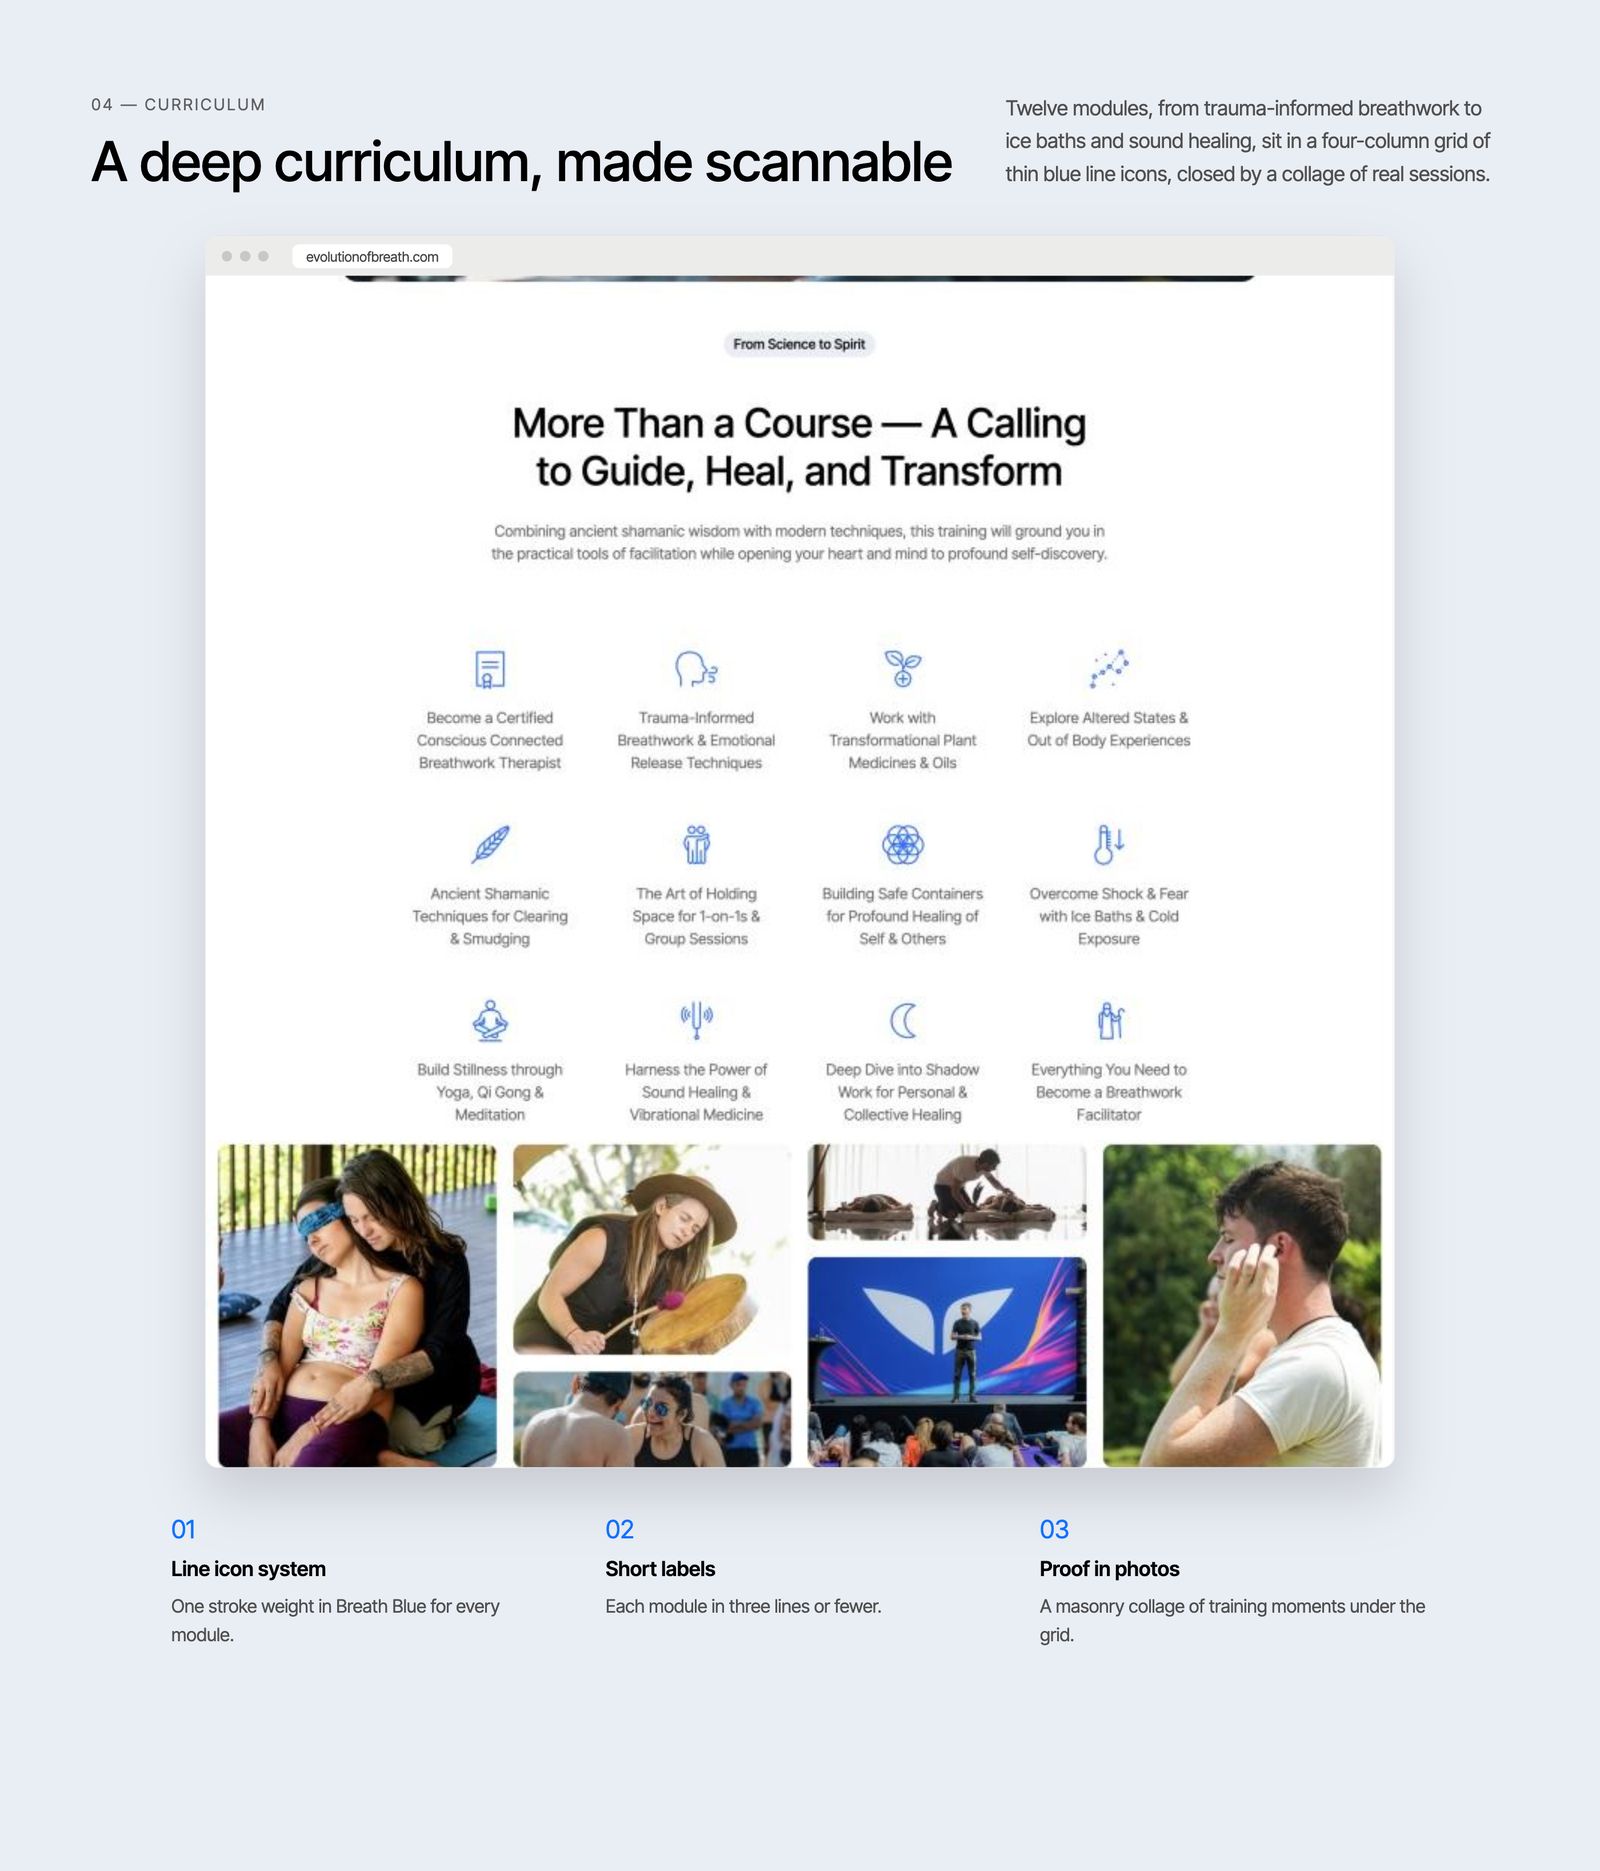 04 — CURRICULUM
A deep curriculum, made scannable
Twelve modules, from trauma-informed breathwork to
ice baths and sound healing, sit in a four-column grid of
thin blue line icons, closed by a collage of real sessions.
evolutionofbreath.com
From Science to Spirit
More Than a Course — A Calling
to Guide, Heal, and Transform
Combining ancient shamanic wisdom with modern techniques, this training will ground you in
the practical tools of facilitation while opening your heart and mind to profound self-discovery.
Become a Certified
Conscious Connected
Breathwork Therapist
Trauma-Informed
Breathwork & Emotional
Release Techniques
Work with
Transformational Plant
Medicines & Oils
Explore Altered States &
Out of Body Experiences
Ancient Shamanic
Techniques for Clearing
& Smudging
The Art of Holding
Space for 1-on-1s &
Group Sessions
Building Safe Containers
for Profound Healing of
Self & Others
Overcome Shock & Fear
with Ice Baths & Cold
Exposure
Build Stillness through
Yoga, Qi Gong &
Meditation
Harness the Power of
Sound Healing &
Vibrational Medicine
Deep Dive into Shadow
Work for Personal &
Collective Healing
Everything You Need to
Become a Breathwork
Facilitator
01
Line icon system
One stroke weight in Breath Blue for every
module.
02
Short labels
Each module in three lines or fewer.
03
Proof in photos
A masonry collage of training moments under the
grid.